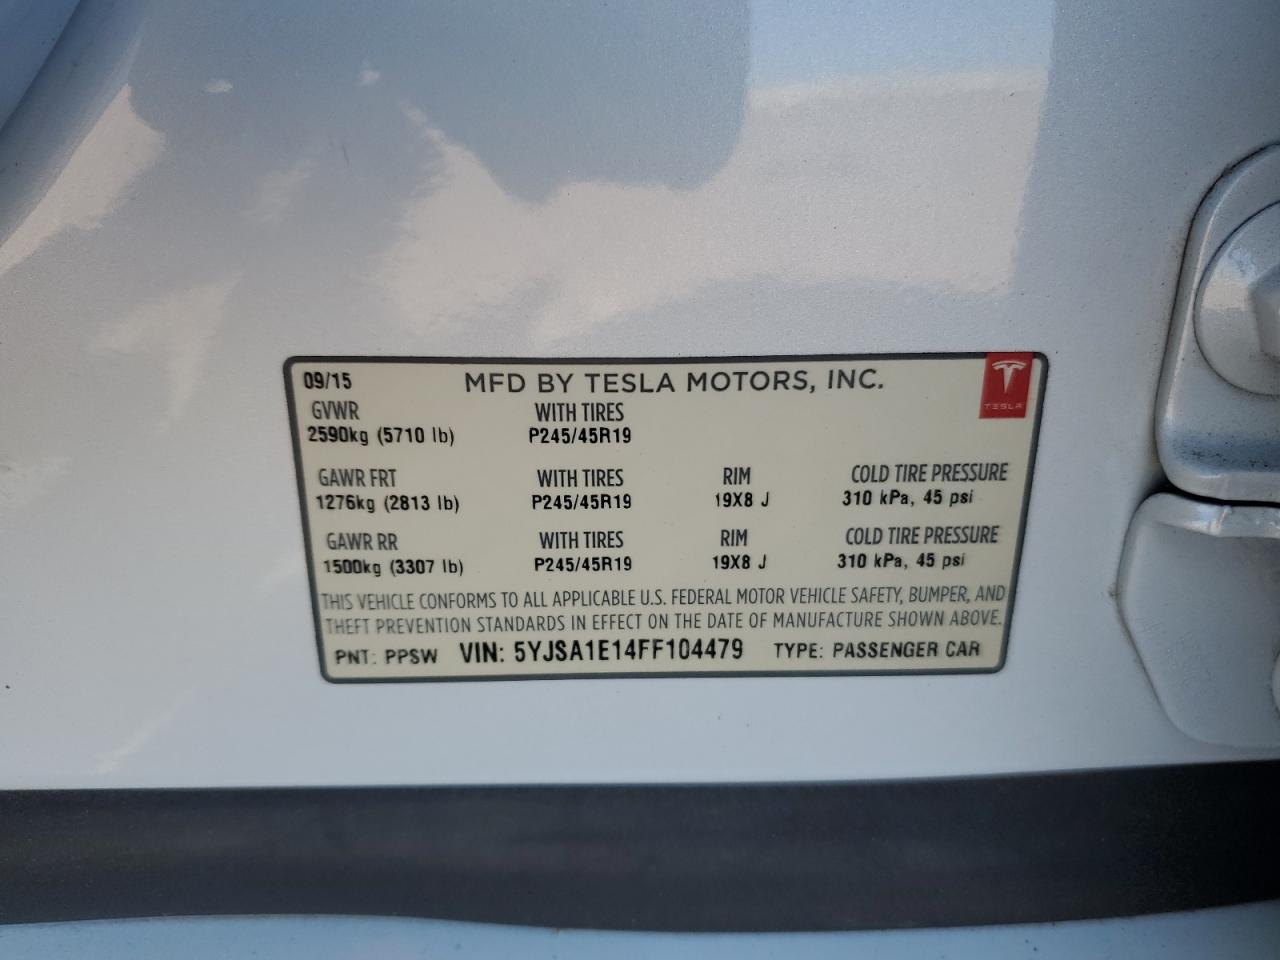 09/15 MFD BY TESLA MOTORS, INC.
TESLA
GVWR WITH TIRES
2590kg (5710 lb) P245/45R19
GAWR FRT WITH TIRES RIM COLD TIRE PRESSURE
1276kg (2813 lb) P245/45R19 19X8 J 310 kPa, 45 psi
GAWR RR WITH TIRES RIM COLD TIRE PRESSURE
1500kg (3307 lb) P245/45R19 19X8 J 310 kPa, 45 psi
THIS VEHICLE CONFORMS TO ALL APPLICABLE U.S. FEDERAL MOTOR VEHICLE SAFETY, BUMPER, AND
THEFT PREVENTION STANDARDS IN EFFECT ON THE DATE OF MANUFACTURE SHOWN ABOVE.
PNT: PPSW VIN: 5YJSA1E14FF104479 TYPE: PASSENGER CAR